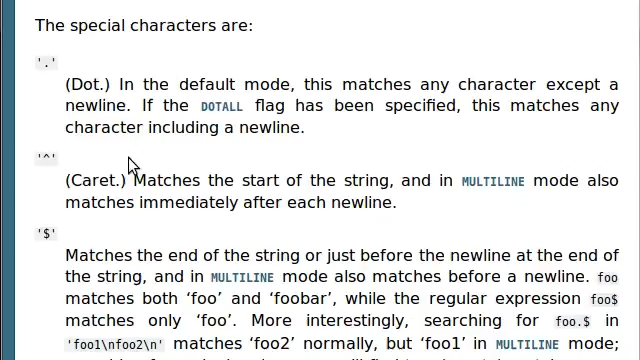 The special characters are:
'.'
(Dot.) In the default mode, this matches any character except a
newline. If the DOTALL flag has been specified, this matches any
character including a newline.
'^'
(Caret.) Matches the start of the string, and in MULTILINE mode also
matches immediately after each newline.
'$'
Matches the end of the string or just before the newline at the end of
the string, and in MULTILINE mode also matches before a newline. foo
matches both ‘foo’ and ‘foobar’, while the regular expression foo$
matches only ‘foo’. More interestingly, searching for foo.$ in
'foo1\nfoo2\n' matches ‘foo2’ normally, but ‘foo1’ in MULTILINE mode;